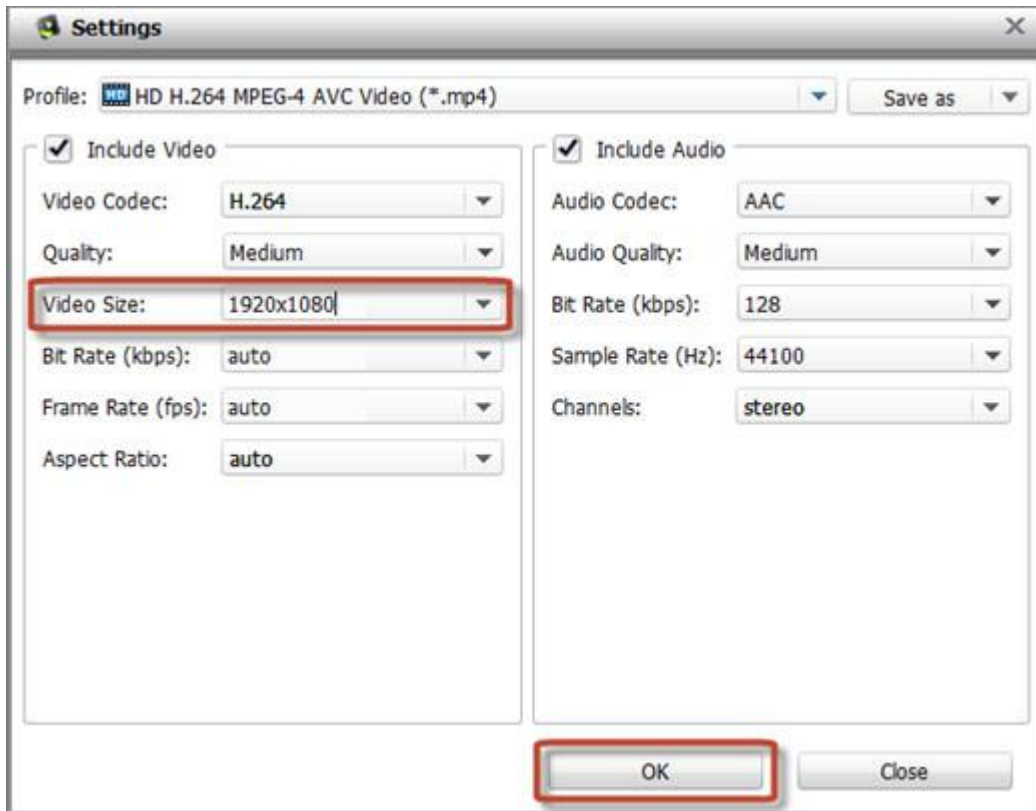 Settings
Profile: HD HD H.264 MPEG-4 AVC Video (*.mp4) Save as
Include Video
Video Codec: H.264
Quality: Medium
Video Size: 1920x1080
Bit Rate (kbps): auto
Frame Rate (fps): auto
Aspect Ratio: auto
Include Audio
Audio Codec: AAC
Audio Quality: Medium
Bit Rate (kbps): 128
Sample Rate (Hz): 44100
Channels: stereo
OK Close